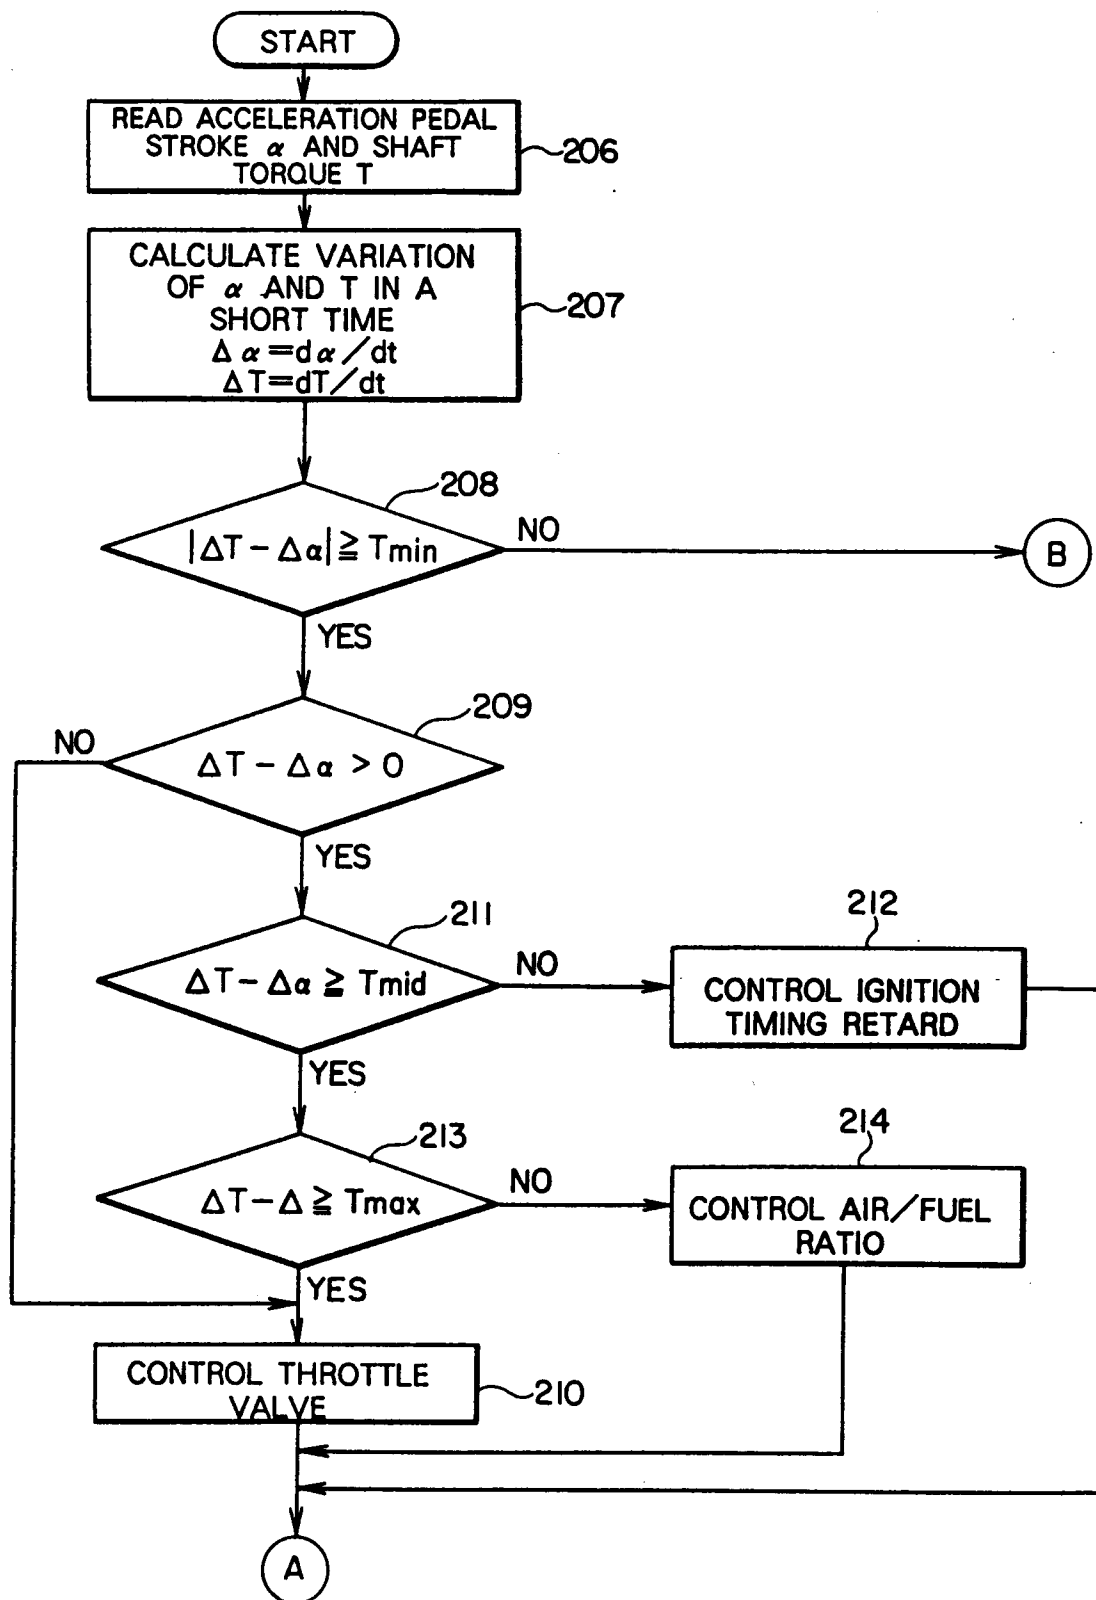 START
READ ACCELERATION PEDAL
STROKE α AND SHAFT
TORQUE T
206
CALCULATE VARIATION
OF α AND T IN A
SHORT TIME
Δα=dα/dt
ΔT=dT/dt
207
208
|ΔT-Δα|≧Tmin
NO
B
YES
209
NO
ΔT-Δα > 0
YES
211
ΔT-Δα ≧ Tmid
NO
212
CONTROL IGNITION
TIMING RETARD
YES
213
ΔT-Δ ≧ Tmax
NO
214
CONTROL AIR/FUEL
RATIO
YES
CONTROL THROTTLE
VALVE
210
A